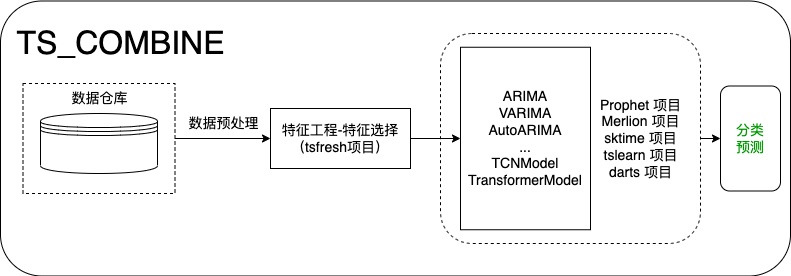 TS_COMBINE
数据仓库
数据预处理
特征工程-特征选择
（tsfresh项目）
ARIMA
VARIMA
AutoARIMA
...
TCNModel
TransformerModel
Prophet 项目
Merlion 项目
sktime 项目
tslearn 项目
darts 项目
分类
预测